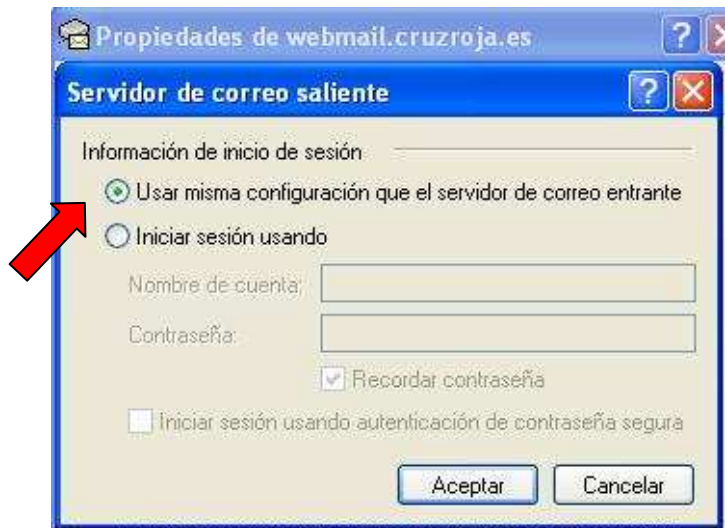 Propiedades de webmail.cruzroja.es
Servidor de correo saliente
Información de inicio de sesión
Usar misma configuración que el servidor de correo entrante
Iniciar sesión usando
Nombre de cuenta:
Contraseña:
Recordar contraseña
Iniciar sesión usando autenticación de contraseña segura
Aceptar Cancelar